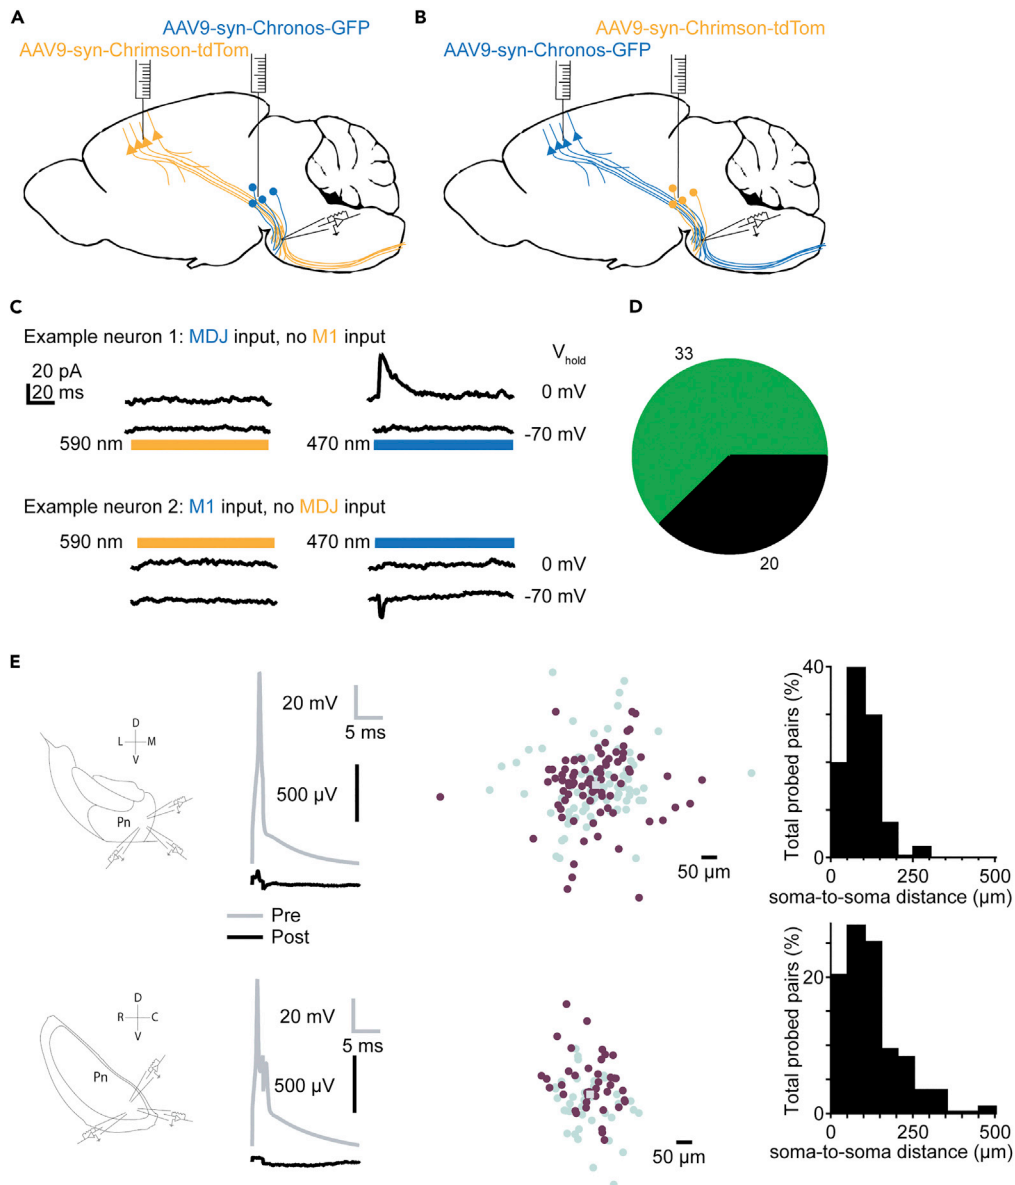 A
B
AAV9-syn-Chronos-GFP
AAV9-syn-Chrimson-tdTom
AAV9-syn-Chrimson-tdTom
AAV9-syn-Chronos-GFP
C
Example neuron 1: MDJ input, no M1 input
20 pA
20 ms
Vhold
0 mV
-70 mV
590 nm
470 nm
Example neuron 2: M1 input, no MDJ input
590 nm
470 nm
0 mV
-70 mV
D
33
20
E
D
L M
V
Pn
20 mV
5 ms
500 µV
Pre
Post
50 µm
Total probed pairs (%)
40
0
0 250 500
soma-to-soma distance (µm)
D
R C
V
Pn
20 mV
5 ms
500 µV
50 µm
Total probed pairs (%)
20
0
0 250 500
soma-to-soma distance (µm)